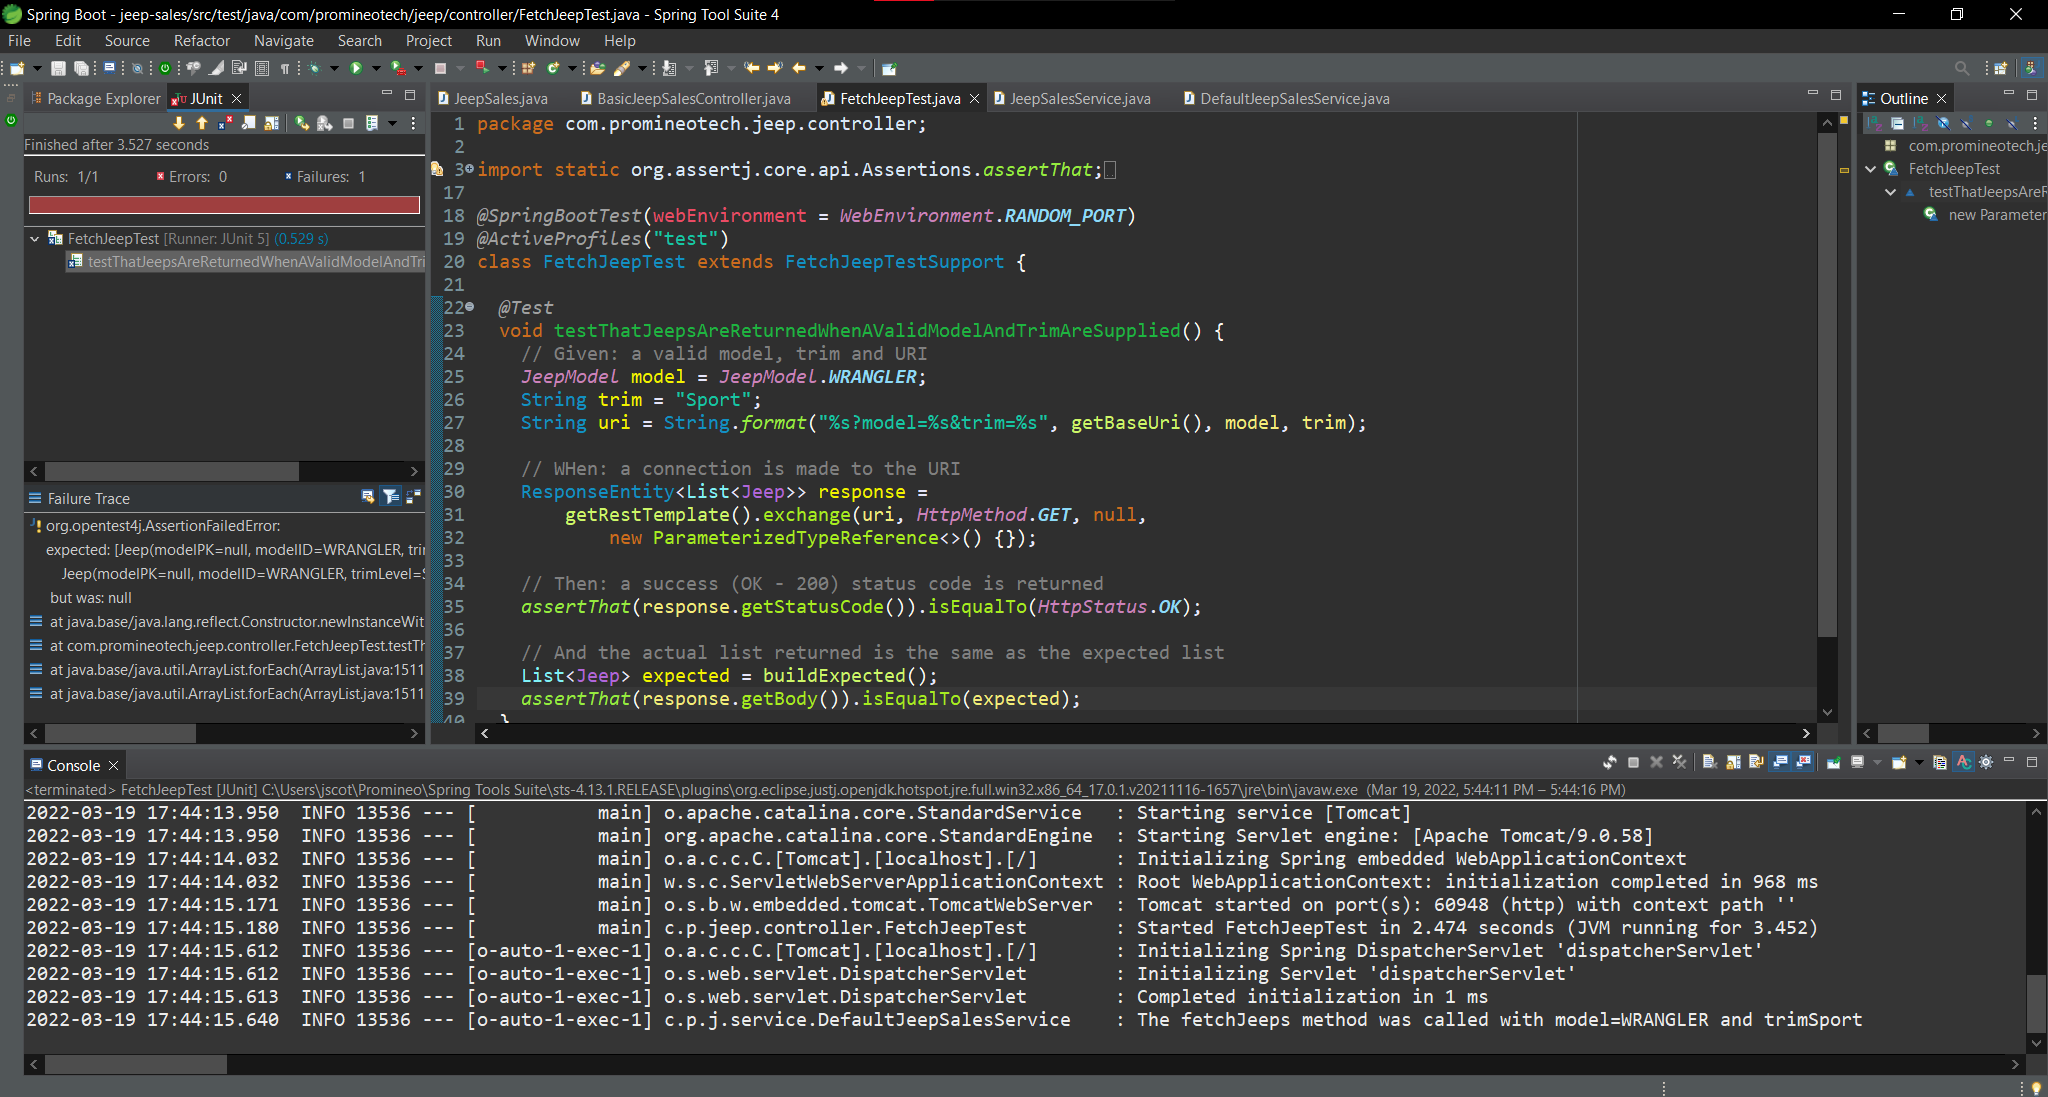 Spring Boot - jeep-sales/src/test/java/com/promineotech/jeep/controller/FetchJeepTest.java - Spring Tool Suite 4
File Edit Source Refactor Navigate Search Project Run Window Help
Package Explorer JUnit
Finished after 3.527 seconds
Runs: 1/1 Errors: 0 Failures: 1
FetchJeepTest [Runner: JUnit 5] (0.529 s)
testThatJeepsAreReturnedWhenAValidModelAndTri
Failure Trace
org.opentest4j.AssertionFailedError:
expected: [Jeep(modelPK=null, modelID=WRANGLER, tri
Jeep(modelPK=null, modelID=WRANGLER, trimLevel=S
but was: null
at java.base/java.lang.reflect.Constructor.newInstanceWit
at com.promineotech.jeep.controller.FetchJeepTest.testTh
at java.base/java.util.ArrayList.forEach(ArrayList.java:1511
at java.base/java.util.ArrayList.forEach(ArrayList.java:1511
JeepSales.java BasicJeepSalesController.java FetchJeepTest.java JeepSalesService.java DefaultJeepSalesService.java
1 package com.promineotech.jeep.controller;
2
3 import static org.assertj.core.api.Assertions.assertThat;
17
18 @SpringBootTest(webEnvironment = WebEnvironment.RANDOM_PORT)
19 @ActiveProfiles("test")
20 class FetchJeepTest extends FetchJeepTestSupport {
21
22 @Test
23 void testThatJeepsAreReturnedWhenAValidModelAndTrimAreSupplied() {
24 // Given: a valid model, trim and URI
25 JeepModel model = JeepModel.WRANGLER;
26 String trim = "Sport";
27 String uri = String.format("%s?model=%s&trim=%s", getBaseUri(), model, trim);
28
29 // WHen: a connection is made to the URI
30 ResponseEntity<List<Jeep>> response =
31 getRestTemplate().exchange(uri, HttpMethod.GET, null,
32 new ParameterizedTypeReference<>() {});
33
34 // Then: a success (OK - 200) status code is returned
35 assertThat(response.getStatusCode()).isEqualTo(HttpStatus.OK);
36
37 // And the actual list returned is the same as the expected list
38 List<Jeep> expected = buildExpected();
39 assertThat(response.getBody()).isEqualTo(expected);
40 }
Outline
com.promineotech.je
FetchJeepTest
testThatJeepsAreR
new Parameter
Console
<terminated> FetchJeepTest [JUnit] C:\Users\jscot\Promineo\Spring Tools Suite\sts-4.13.1.RELEASE\plugins\org.eclipse.justj.openjdk.hotspot.jre.full.win32.x86_64_17.0.1.v20211116-1657\jre\bin\javaw.exe (Mar 19, 2022, 5:44:11 PM – 5:44:16 PM)
2022-03-19 17:44:13.950 INFO 13536 --- [ main] o.apache.catalina.core.StandardService : Starting service [Tomcat]
2022-03-19 17:44:13.950 INFO 13536 --- [ main] org.apache.catalina.core.StandardEngine : Starting Servlet engine: [Apache Tomcat/9.0.58]
2022-03-19 17:44:14.032 INFO 13536 --- [ main] o.a.c.c.C.[Tomcat].[localhost].[/] : Initializing Spring embedded WebApplicationContext
2022-03-19 17:44:14.032 INFO 13536 --- [ main] w.s.c.ServletWebServerApplicationContext : Root WebApplicationContext: initialization completed in 968 ms
2022-03-19 17:44:15.171 INFO 13536 --- [ main] o.s.b.w.embedded.tomcat.TomcatWebServer : Tomcat started on port(s): 60948 (http) with context path ''
2022-03-19 17:44:15.180 INFO 13536 --- [ main] c.p.jeep.controller.FetchJeepTest : Started FetchJeepTest in 2.474 seconds (JVM running for 3.452)
2022-03-19 17:44:15.612 INFO 13536 --- [o-auto-1-exec-1] o.a.c.c.C.[Tomcat].[localhost].[/] : Initializing Spring DispatcherServlet 'dispatcherServlet'
2022-03-19 17:44:15.612 INFO 13536 --- [o-auto-1-exec-1] o.s.web.servlet.DispatcherServlet : Initializing Servlet 'dispatcherServlet'
2022-03-19 17:44:15.613 INFO 13536 --- [o-auto-1-exec-1] o.s.web.servlet.DispatcherServlet : Completed initialization in 1 ms
2022-03-19 17:44:15.640 INFO 13536 --- [o-auto-1-exec-1] c.p.j.service.DefaultJeepSalesService : The fetchJeeps method was called with model=WRANGLER and trimSport